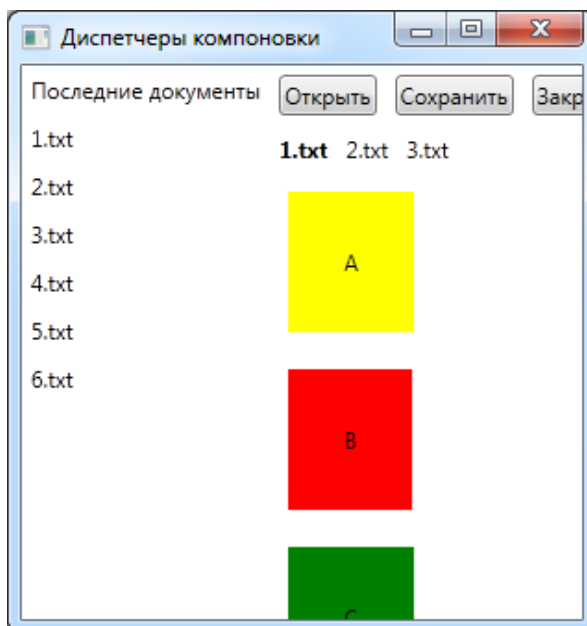 Диспетчеры компоновки
Последние документы
Открыть Сохранить Закр
1.txt 2.txt 3.txt
1.txt
2.txt
3.txt
4.txt
5.txt
6.txt
A
B
C